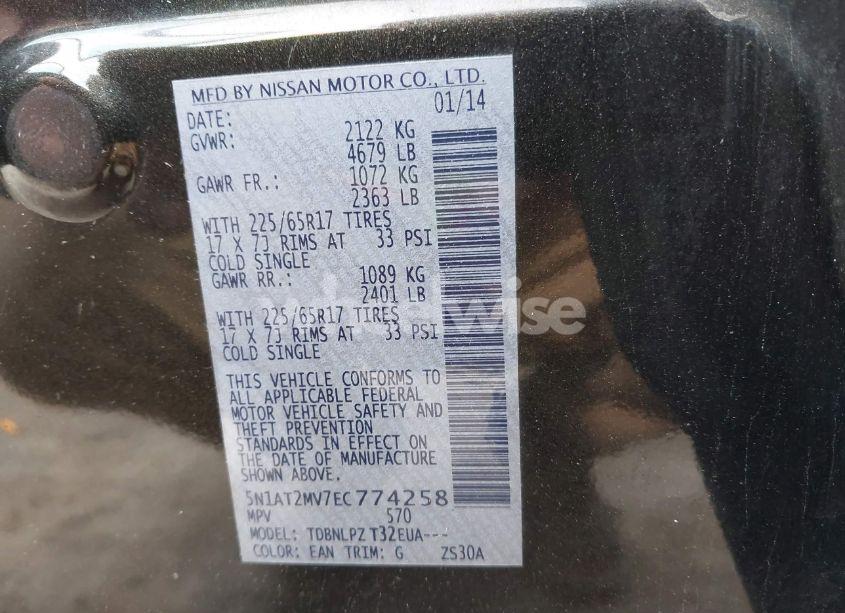 MFD BY NISSAN MOTOR CO., LTD.
DATE: 01/14
GVWR: 2122 KG
4679 LB
GAWR FR.: 1072 KG
2363 LB
WITH 225/65R17 TIRES
17 X 7J RIMS AT 33 PSI
COLD SINGLE
GAWR RR.: 1089 KG
2401 LB
WITH 225/65R17 TIRES
17 X 7J RIMS AT 33 PSI
COLD SINGLE
THIS VEHICLE CONFORMS TO
ALL APPLICABLE FEDERAL
MOTOR VEHICLE SAFETY AND
THEFT PREVENTION
STANDARDS IN EFFECT ON
THE DATE OF MANUFACTURE
SHOWN ABOVE.
5N1AT2MV7EC774258
MPV 570
MODEL: TDBNLPZ T32EUA---
COLOR: EAN TRIM: G ZS30A